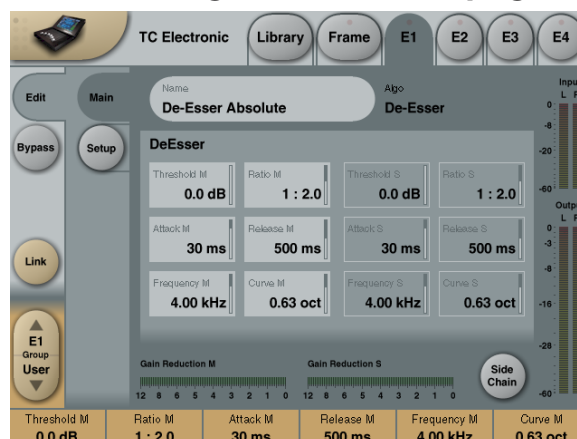 TC Electronic Library Frame E1 E2 E3 E4
Edit Main
Name
De-Esser Absolute
Algo
De-Esser
Bypass Setup
DeEsser
Threshold M
0.0 dB
Ratio M
1 : 2.0
Threshold S
0.0 dB
Ratio S
1 : 2.0
Attack M
30 ms
Release M
500 ms
Attack S
30 ms
Release S
500 ms
Frequency M
4.00 kHz
Curve M
0.63 oct
Frequency S
4.00 kHz
Curve S
0.63 oct
Link
E1
Group
User
Gain Reduction M
12 8 6 5 4 3 2 1 0
Gain Reduction S
12 8 6 5 4 3 2 1 0
Side
Chain
L
0
-8
-20
-60
L
0
-3
-8
-16
-28
-60
Threshold M
0.0 dB
Ratio M
1 : 2.0
Attack M
30 ms
Release M
500 ms
Frequency M
4.00 kHz
Curve M
0.63 oct